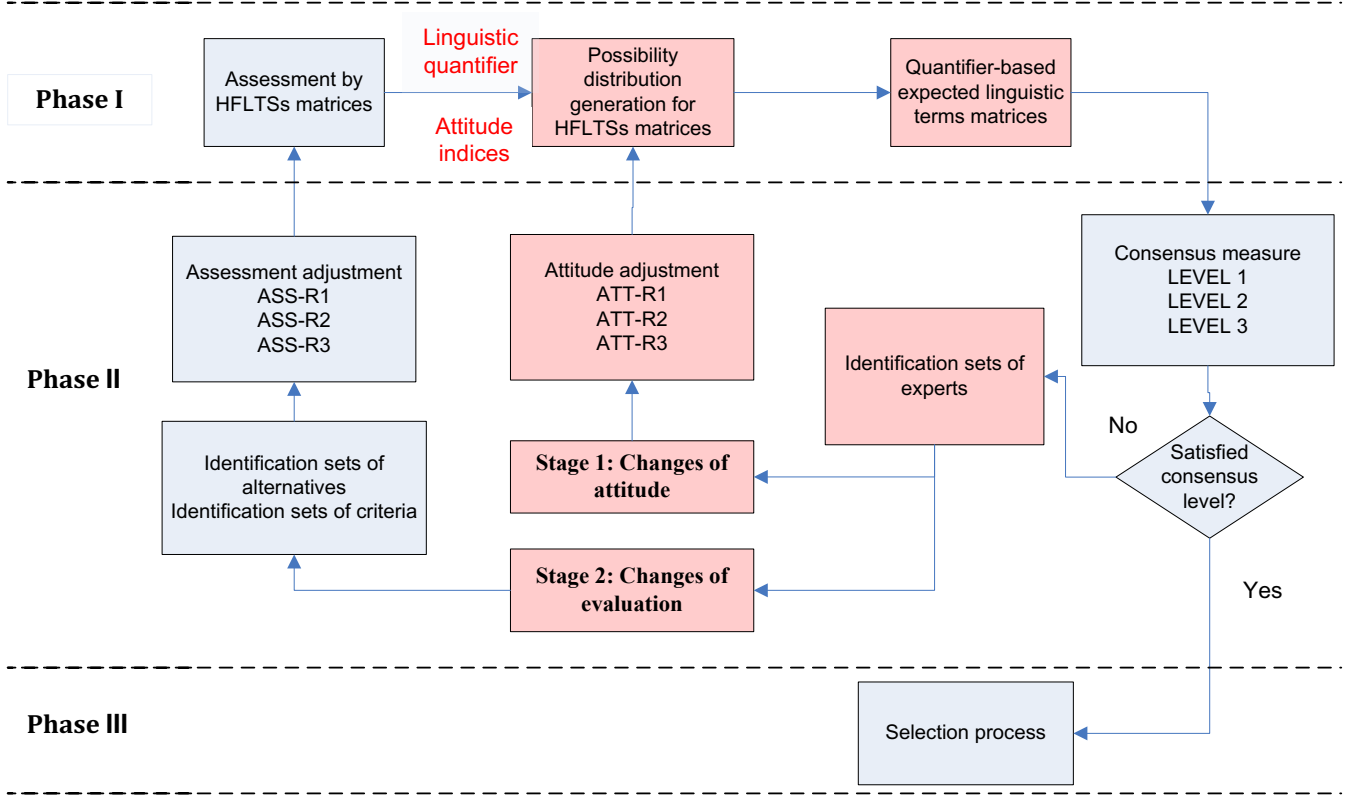 Phase I
Assessment by
HFLTSs matrices
Linguistic
quantifier
Attitude
indices
Possibility
distribution
generation for
HFLTSs matrices
Quantifier-based
expected linguistic
terms matrices
Phase II
Assessment adjustment
ASS-R1
ASS-R2
ASS-R3
Attitude adjustment
ATT-R1
ATT-R2
ATT-R3
Identification sets of
experts
Consensus measure
LEVEL 1
LEVEL 2
LEVEL 3
Identification sets of
alternatives
Identification sets of criteria
Stage 1: Changes of
attitude
Stage 2: Changes of
evaluation
No
Satisfied
consensus
level?
Yes
Phase III
Selection process